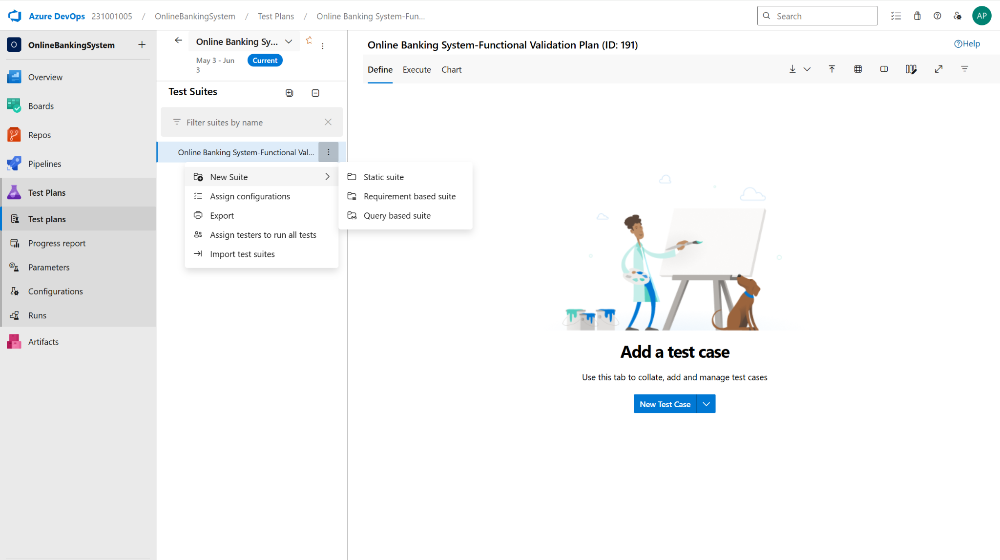 Azure DevOps 231001005 / OnlineBankingSystem / Test Plans / Online Banking System-Fun...
Search
AP
O OnlineBankingSystem
Overview
Boards
Repos
Pipelines
Test Plans
Test plans
Progress report
Parameters
Configurations
Runs
Artifacts
Online Banking Sy...
May 3 - Jun
3
Current
Test Suites
Filter suites by name
Online Banking System-Functional Val...
New Suite
Assign configurations
Export
Assign testers to run all tests
Import test suites
Static suite
Requirement based suite
Query based suite
Online Banking System-Functional Validation Plan (ID: 191)
Help
Define Execute Chart
Add a test case
Use this tab to collate, add and manage test cases
New Test Case